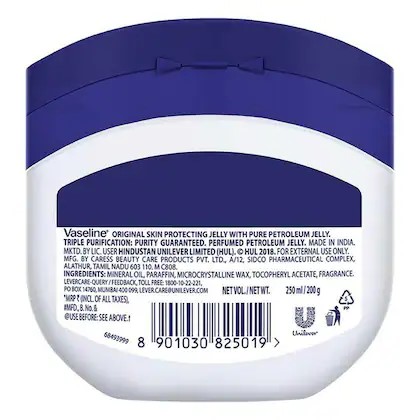 Vaseline® ORIGINAL SKIN PROTECTING JELLY WITH PURE PETROLEUM JELLY.
TRIPLE PURIFICATION: PURITY GUARANTEED. PERFUMED PETROLEUM JELLY. MADE IN INDIA.
MKTD. BY LIC. USER HINDUSTAN UNILEVER LIMITED (HUL). © HUL 2018. FOR EXTERNAL USE ONLY.
MFG. BY CARESS BEAUTY CARE PRODUCTS PVT. LTD., A/12, SIDCO PHARMACEUTICAL COMPLEX,
ALATHUR, TAMIL NADU 603 110. M C808.
INGREDIENTS: MINERAL OIL, PARAFFIN, MICROCRYSTALLINE WAX, TOCOPHERYL ACETATE, FRAGRANCE.
LEVERCARE-QUERY / FEEDBACK, TOLL FREE: 1800-10-22-221,
PO BOX 14760, MUMBAI 400 099, LEVER.CARE@UNILEVER.COM
NET VOL. / NET WT. 250 ml / 200 g
*MRP ₹ (INCL. OF ALL TAXES),
#MFD., B. No.&
@USE BEFORE: SEE ABOVE.↑
68493999
8 901030 825019 >
Unilever
5
PP